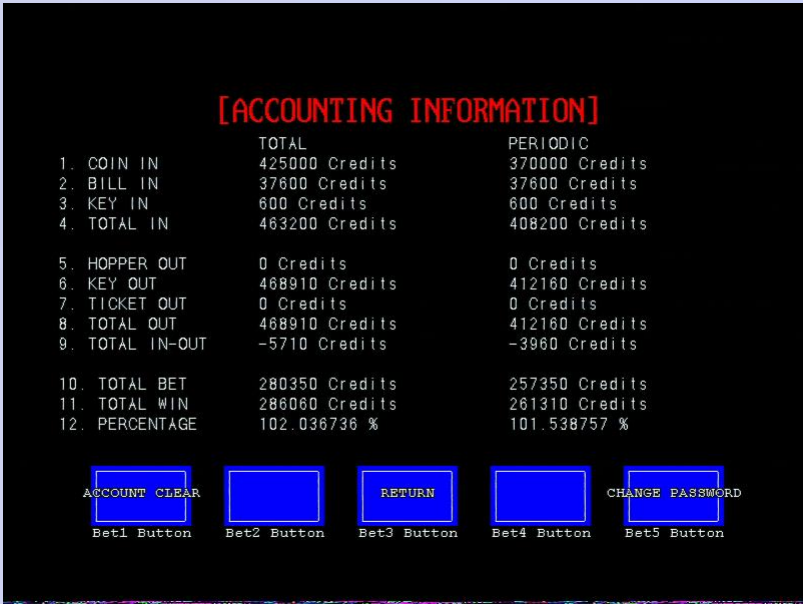 [ACCOUNTING INFORMATION]
TOTAL PERIODIC
1. COIN IN 425000 Credits 370000 Credits
2. BILL IN 37600 Credits 37600 Credits
3. KEY IN 600 Credits 600 Credits
4. TOTAL IN 463200 Credits 408200 Credits
5. HOPPER OUT 0 Credits 0 Credits
6. KEY OUT 468910 Credits 412160 Credits
7. TICKET OUT 0 Credits 0 Credits
8. TOTAL OUT 468910 Credits 412160 Credits
9. TOTAL IN-OUT -5710 Credits -3960 Credits
10. TOTAL BET 280350 Credits 257350 Credits
11. TOTAL WIN 286060 Credits 261310 Credits
12. PERCENTAGE 102.036736 % 101.538757 %
ACCOUNT CLEAR RETURN CHANGE PASSWORD
Bet1 Button Bet2 Button Bet3 Button Bet4 Button Bet5 Button